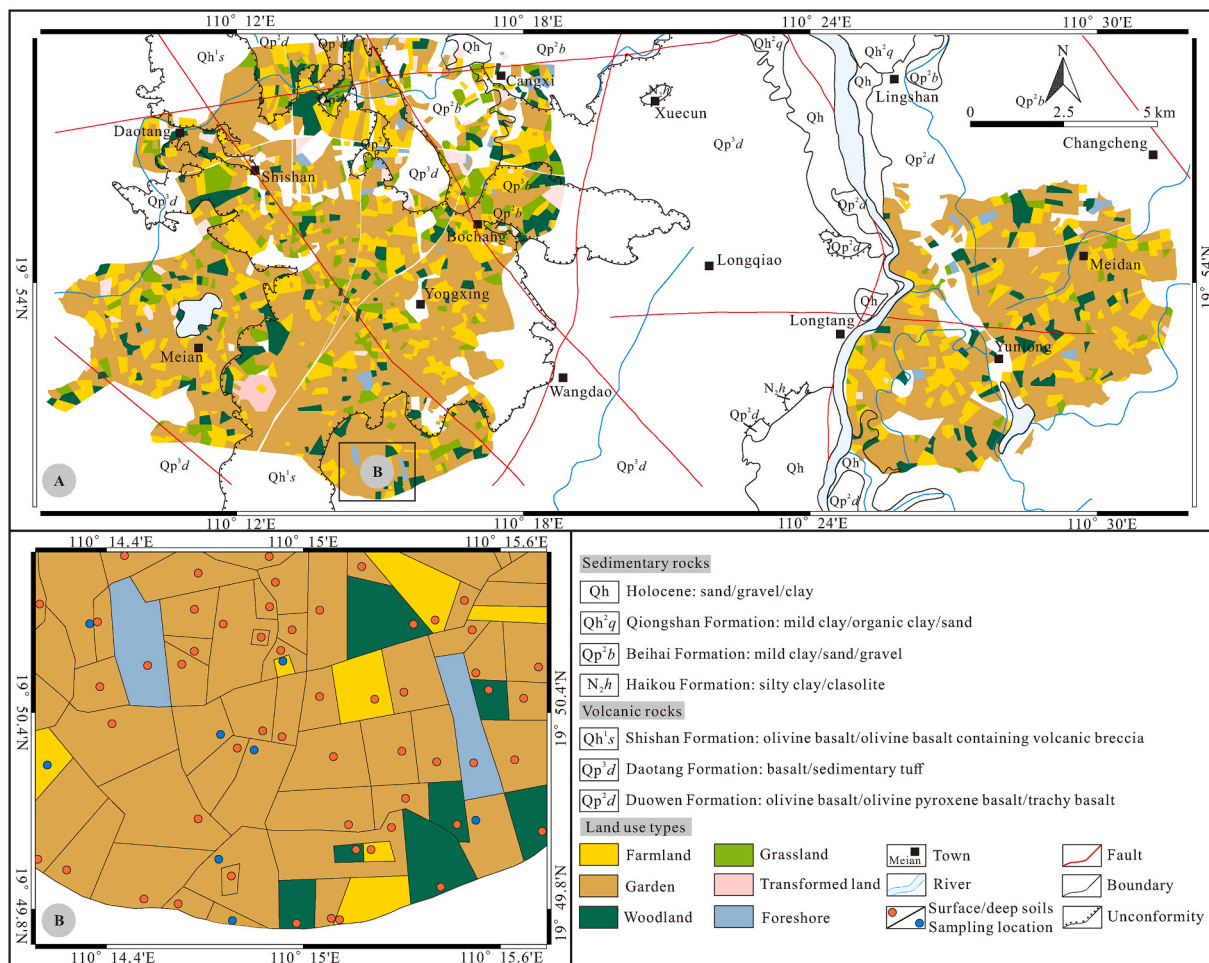 110° 12'E
110° 18'E
110° 24'E
110° 30'E
Qh¹s
Qp²d
Qp³d
Qh
Qp²b
Cangxi
N₂h
Xuecun
Qh²q
Qh²q
Qh
Qp²b
Lingshan
N
Qp²b
0 2.5 5 km
Changcheng
Daotang
Qp²b
Qh
Qp³d
Qp²d
Shishan
Qp³d
Qp³b
Qp³d
Qp²b
Bochang
Qp²d
Qp²d
Longqiao
Meidan
19° 54'N
19° 54'N
Yongxing
Qh
Longtang
Meian
Yunlong
Wangdao
N₂h
Qp²d
Qp³d
Qh¹s
B
Qp³d
Qh
Qh
Qp²d
A
110° 12'E
110° 18'E
110° 24'E
110° 30'E
110° 14.4'E
110° 15'E
110° 15.6'E
19° 50.4'N
19° 50.4'N
19° 49.8'N
19° 49.8'N
B
110° 14.4'E
110° 15'E
110° 15.6'E
Sedimentary rocks
Qh Holocene: sand/gravel/clay
Qh²q Qiongshan Formation: mild clay/organic clay/sand
Qp²b Beihai Formation: mild clay/sand/gravel
N₂h Haikou Formation: silty clay/clasolite
Volcanic rocks
Qh¹s Shishan Formation: olivine basalt/olivine basalt containing volcanic breccia
Qp³d Daotang Formation: basalt/sedimentary tuff
Qp²d Duowen Formation: olivine basalt/olivine pyroxene basalt/trachy basalt
Land use types
Farmland Grassland Meian Town Fault
Garden Transformed land River Boundary
Woodland Foreshore Surface/deep soils Sampling location Unconformity